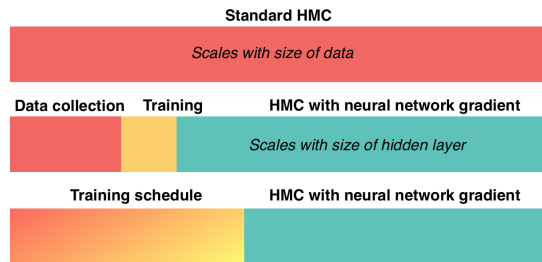 Standard HMC
Scales with size of data
Data collection Training HMC with neural network gradient
Scales with size of hidden layer
Training schedule HMC with neural network gradient